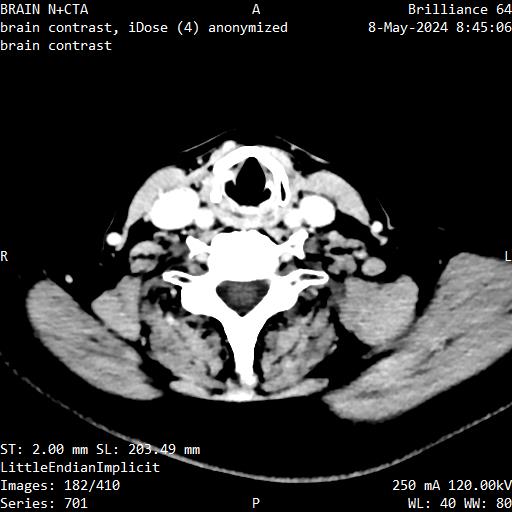 BRAIN N+CTA
A
Brilliance 64
brain contrast, iDose (4) anonymized
8-May-2024 8:45:06
brain contrast
R
L
ST: 2.00 mm SL: 203.49 mm
LittleEndianImplicit
Images: 182/410
250 mA 120.00kV
Series: 701
P
WL: 40 WW: 80